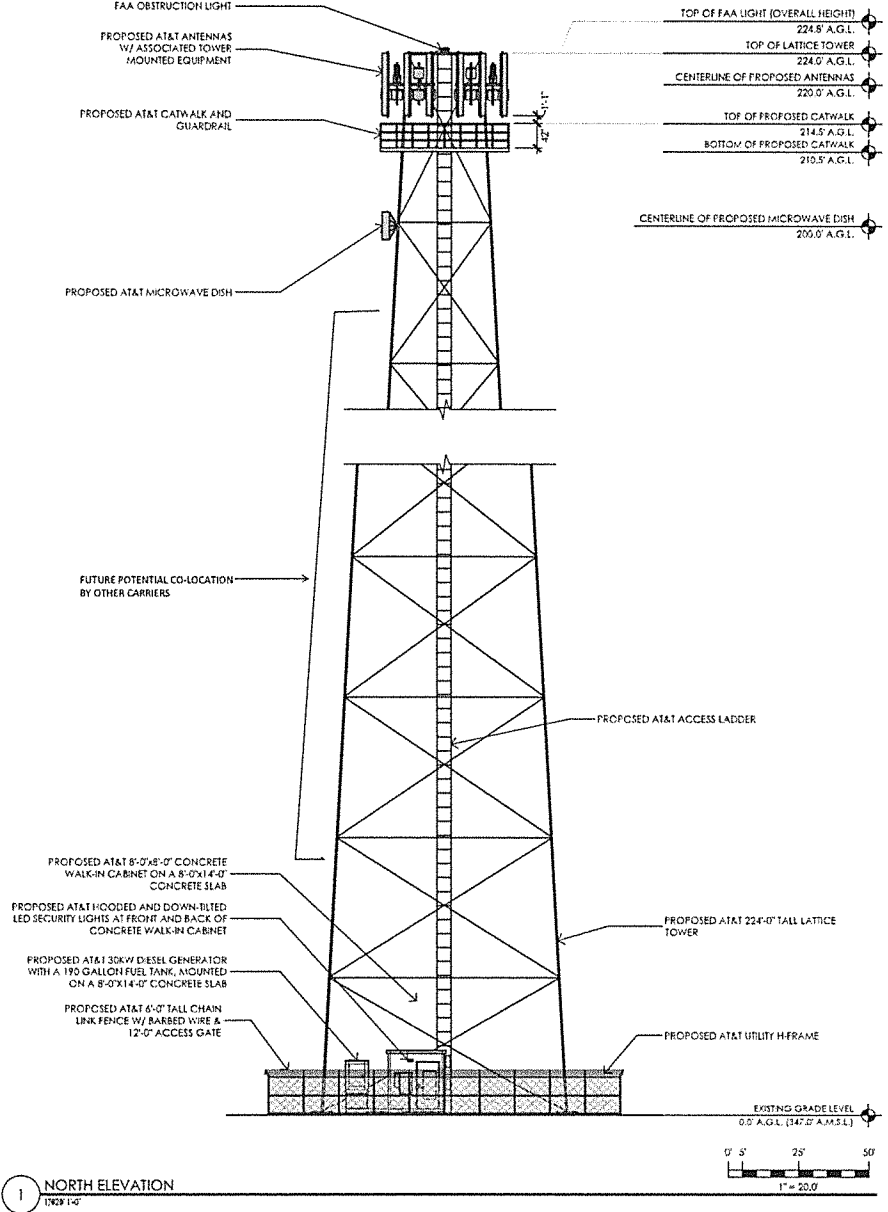 FAA OBSTRUCTION LIGHT
PROPOSED AT&T ANTENNAS
W/ ASSOCIATED TOWER
MOUNTED EQUIPMENT
PROPOSED AT&T CATWALK AND
GUARDRAIL
PROPOSED AT&T MICROWAVE DISH
TOP OF FAA LIGHT (OVERALL HEIGHT)
224.8' A.G.L.
TOP OF LATTICE TOWER
224.0' A.G.L.
CENTERLINE OF PROPOSED ANTENNAS
220.0' A.G.L.
TOP OF PROPOSED CATWALK
214.5' A.G.L.
BOTTOM OF PROPOSED CATWALK
210.5' A.G.L.
CENTERLINE OF PROPOSED MICROWAVE DISH
200.0' A.G.L.
1'-1"
42"
FUTURE POTENTIAL CO-LOCATION
BY OTHER CARRIERS
PROPOSED AT&T ACCESS LADDER
PROPOSED AT&T 8'-0"x8'-0" CONCRETE
WALK-IN CABINET ON A 8'-0"x14'-0"
CONCRETE SLAB
PROPOSED AT&T HOODED AND DOWN-TILTED
LED SECURITY LIGHTS AT FRONT AND BACK OF
CONCRETE WALK-IN CABINET
PROPOSED AT&T 30KW DIESEL GENERATOR
WITH A 190 GALLON FUEL TANK, MOUNTED
ON A 8'-0"X14'-0" CONCRETE SLAB
PROPOSED AT&T 6'-0" TALL CHAIN
LINK FENCE W/ BARBED WIRE &
12'-0" ACCESS GATE
PROPOSED AT&T 224'-0" TALL LATTICE
TOWER
PROPOSED AT&T UTILITY H-FRAME
EXISTING GRADE LEVEL
0.0' A.G.L. (347.0' A.M.S.L.)
0' 5' 25' 50'
1" = 20.0'
1
NORTH ELEVATION